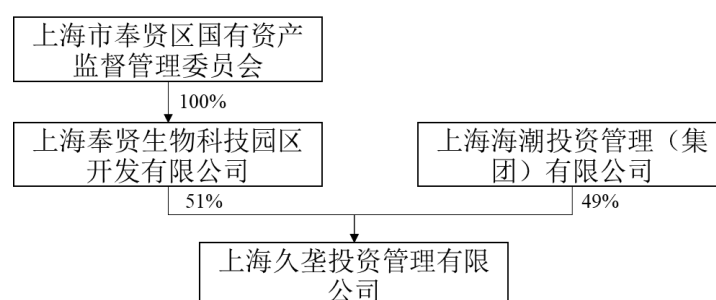 上海市奉贤区国有资产
监督管理委员会
100%
上海奉贤生物科技园区
开发有限公司
上海海潮投资管理（集
团）有限公司
51%
49%
上海久垄投资管理有限
公司